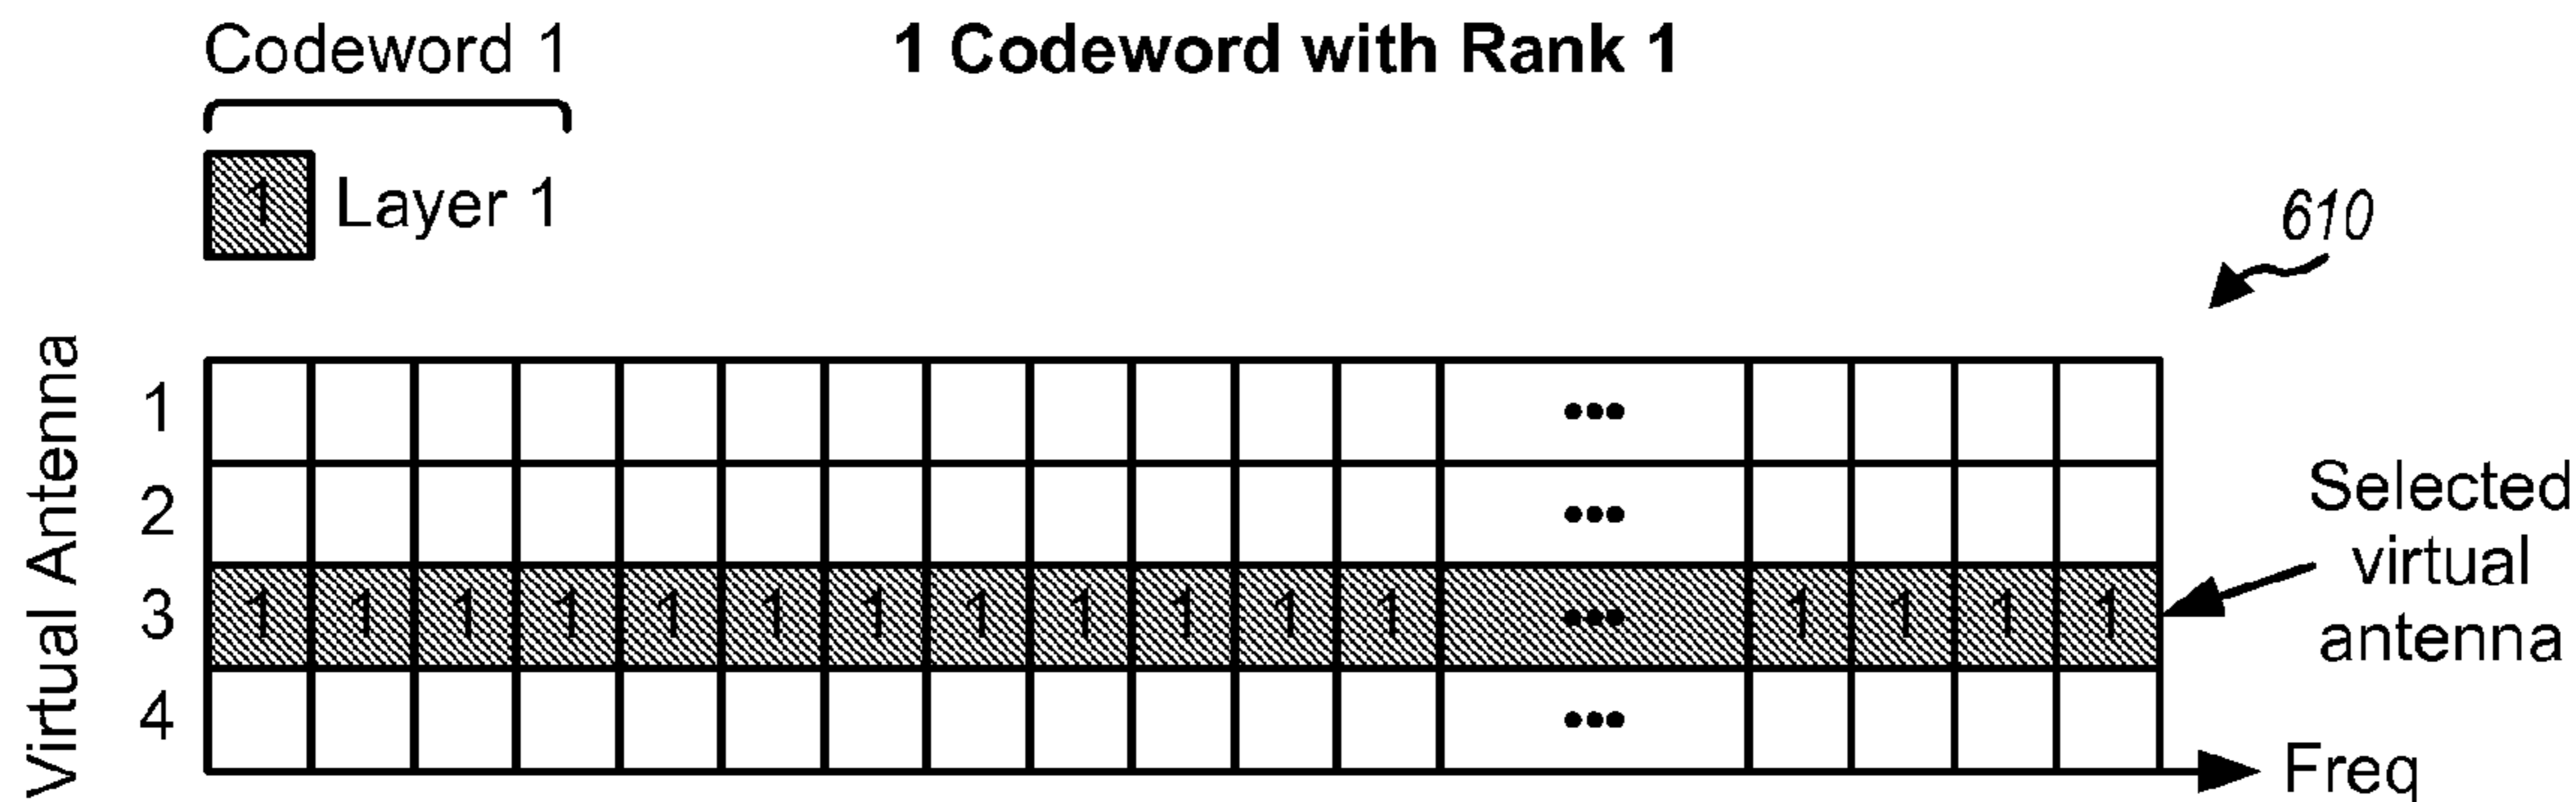 Codeword 1
1 Codeword with Rank 1
1 Layer 1
610
Virtual Antenna
1 •••
2 •••
3 1 1 1 1 1 1 1 1 1 1 1 1 ••• 1 1 1 1
4 •••
Selected
virtual
antenna
Freq